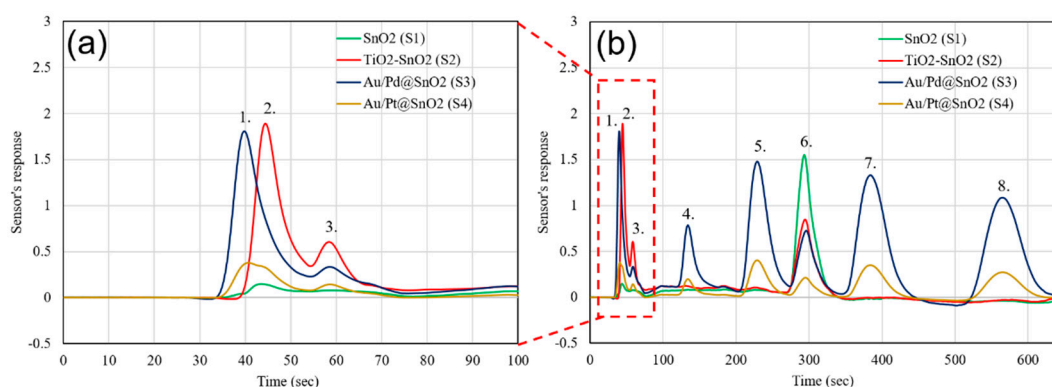 (a)
SnO2 (S1)
TiO2-SnO2 (S2)
Au/Pd@SnO2 (S3)
Au/Pt@SnO2 (S4)
3
2.5
2
1.5
1
0.5
0
-0.5
Sensor's response
1.
2.
3.
0 10 20 30 40 50 60 70 80 90 100
Time (sec)
(b)
SnO2 (S1)
TiO2-SnO2 (S2)
Au/Pd@SnO2 (S3)
Au/Pt@SnO2 (S4)
3
2.5
2
1.5
1
0.5
0
-0.5
Sensor's response
1.
2.
3.
4.
5.
6.
7.
8.
0 100 200 300 400 500 600
Time (sec)